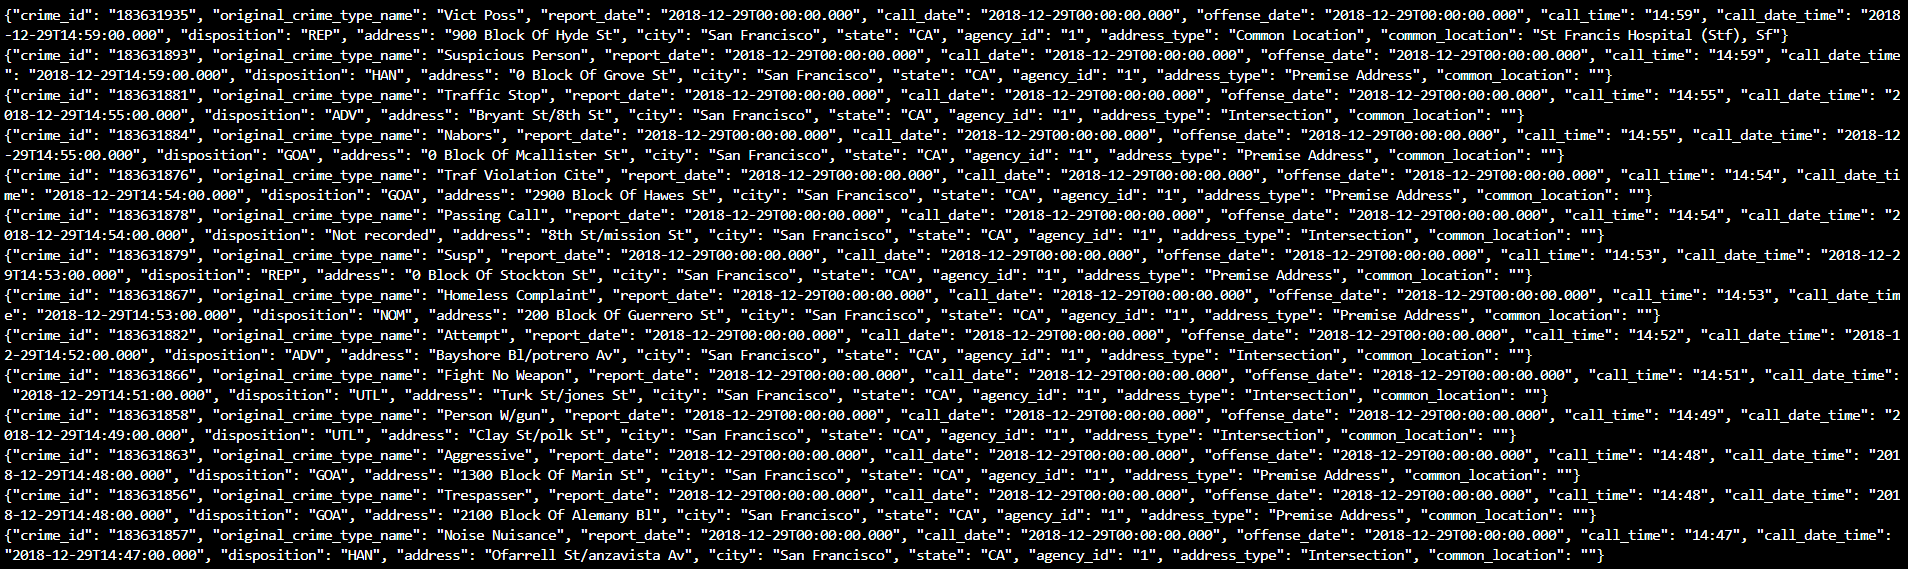 {"crime_id": "183631935", "original_crime_type_name": "Vict Poss", "report_date": "2018-12-29T00:00:00.000", "call_date": "2018-12-29T00:00:00.000", "offense_date": "2018-12-29T00:00:00.000", "call_time": "14:59", "call_date_time": "2018
-12-29T14:59:00.000", "disposition": "REP", "address": "900 Block Of Hyde St", "city": "San Francisco", "state": "CA", "agency_id": "1", "address_type": "Common Location", "common_location": "St Francis Hospital (Stf), Sf"}
{"crime_id": "183631893", "original_crime_type_name": "Suspicious Person", "report_date": "2018-12-29T00:00:00.000", "call_date": "2018-12-29T00:00:00.000", "offense_date": "2018-12-29T00:00:00.000", "call_time": "14:59", "call_date_time
": "2018-12-29T14:59:00.000", "disposition": "HAN", "address": "0 Block Of Grove St", "city": "San Francisco", "state": "CA", "agency_id": "1", "address_type": "Premise Address", "common_location": ""}
{"crime_id": "183631881", "original_crime_type_name": "Traffic Stop", "report_date": "2018-12-29T00:00:00.000", "call_date": "2018-12-29T00:00:00.000", "offense_date": "2018-12-29T00:00:00.000", "call_time": "14:55", "call_date_time": "2
018-12-29T14:55:00.000", "disposition": "ADV", "address": "Bryant St/8th St", "city": "San Francisco", "state": "CA", "agency_id": "1", "address_type": "Intersection", "common_location": ""}
{"crime_id": "183631884", "original_crime_type_name": "Nabors", "report_date": "2018-12-29T00:00:00.000", "call_date": "2018-12-29T00:00:00.000", "offense_date": "2018-12-29T00:00:00.000", "call_time": "14:55", "call_date_time": "2018-12
-29T14:55:00.000", "disposition": "GOA", "address": "0 Block Of Mcallister St", "city": "San Francisco", "state": "CA", "agency_id": "1", "address_type": "Premise Address", "common_location": ""}
{"crime_id": "183631876", "original_crime_type_name": "Traf Violation Cite", "report_date": "2018-12-29T00:00:00.000", "call_date": "2018-12-29T00:00:00.000", "offense_date": "2018-12-29T00:00:00.000", "call_time": "14:54", "call_date_ti
me": "2018-12-29T14:54:00.000", "disposition": "GOA", "address": "2900 Block Of Hawes St", "city": "San Francisco", "state": "CA", "agency_id": "1", "address_type": "Premise Address", "common_location": ""}
{"crime_id": "183631878", "original_crime_type_name": "Passing Call", "report_date": "2018-12-29T00:00:00.000", "call_date": "2018-12-29T00:00:00.000", "offense_date": "2018-12-29T00:00:00.000", "call_time": "14:54", "call_date_time": "2
018-12-29T14:54:00.000", "disposition": "Not recorded", "address": "8th St/mission St", "city": "San Francisco", "state": "CA", "agency_id": "1", "address_type": "Intersection", "common_location": ""}
{"crime_id": "183631879", "original_crime_type_name": "Susp", "report_date": "2018-12-29T00:00:00.000", "call_date": "2018-12-29T00:00:00.000", "offense_date": "2018-12-29T00:00:00.000", "call_time": "14:53", "call_date_time": "2018-12-2
9T14:53:00.000", "disposition": "REP", "address": "0 Block Of Stockton St", "city": "San Francisco", "state": "CA", "agency_id": "1", "address_type": "Premise Address", "common_location": ""}
{"crime_id": "183631867", "original_crime_type_name": "Homeless Complaint", "report_date": "2018-12-29T00:00:00.000", "call_date": "2018-12-29T00:00:00.000", "offense_date": "2018-12-29T00:00:00.000", "call_time": "14:53", "call_date_tim
e": "2018-12-29T14:53:00.000", "disposition": "NOM", "address": "200 Block Of Guerrero St", "city": "San Francisco", "state": "CA", "agency_id": "1", "address_type": "Premise Address", "common_location": ""}
{"crime_id": "183631882", "original_crime_type_name": "Attempt", "report_date": "2018-12-29T00:00:00.000", "call_date": "2018-12-29T00:00:00.000", "offense_date": "2018-12-29T00:00:00.000", "call_time": "14:52", "call_date_time": "2018-1
2-29T14:52:00.000", "disposition": "ADV", "address": "Bayshore Bl/potrero Av", "city": "San Francisco", "state": "CA", "agency_id": "1", "address_type": "Intersection", "common_location": ""}
{"crime_id": "183631866", "original_crime_type_name": "Fight No Weapon", "report_date": "2018-12-29T00:00:00.000", "call_date": "2018-12-29T00:00:00.000", "offense_date": "2018-12-29T00:00:00.000", "call_time": "14:51", "call_date_time":
 "2018-12-29T14:51:00.000", "disposition": "UTL", "address": "Turk St/jones St", "city": "San Francisco", "state": "CA", "agency_id": "1", "address_type": "Intersection", "common_location": ""}
{"crime_id": "183631858", "original_crime_type_name": "Person W/gun", "report_date": "2018-12-29T00:00:00.000", "call_date": "2018-12-29T00:00:00.000", "offense_date": "2018-12-29T00:00:00.000", "call_time": "14:49", "call_date_time": "2
018-12-29T14:49:00.000", "disposition": "UTL", "address": "Clay St/polk St", "city": "San Francisco", "state": "CA", "agency_id": "1", "address_type": "Intersection", "common_location": ""}
{"crime_id": "183631863", "original_crime_type_name": "Aggressive", "report_date": "2018-12-29T00:00:00.000", "call_date": "2018-12-29T00:00:00.000", "offense_date": "2018-12-29T00:00:00.000", "call_time": "14:48", "call_date_time": "201
8-12-29T14:48:00.000", "disposition": "GOA", "address": "1300 Block Of Marin St", "city": "San Francisco", "state": "CA", "agency_id": "1", "address_type": "Premise Address", "common_location": ""}
{"crime_id": "183631856", "original_crime_type_name": "Trespasser", "report_date": "2018-12-29T00:00:00.000", "call_date": "2018-12-29T00:00:00.000", "offense_date": "2018-12-29T00:00:00.000", "call_time": "14:48", "call_date_time": "201
8-12-29T14:48:00.000", "disposition": "GOA", "address": "2100 Block Of Alemany Bl", "city": "San Francisco", "state": "CA", "agency_id": "1", "address_type": "Premise Address", "common_location": ""}
{"crime_id": "183631857", "original_crime_type_name": "Noise Nuisance", "report_date": "2018-12-29T00:00:00.000", "call_date": "2018-12-29T00:00:00.000", "offense_date": "2018-12-29T00:00:00.000", "call_time": "14:47", "call_date_time":
"2018-12-29T14:47:00.000", "disposition": "HAN", "address": "Ofarrell St/anzavista Av", "city": "San Francisco", "state": "CA", "agency_id": "1", "address_type": "Intersection", "common_location": ""}